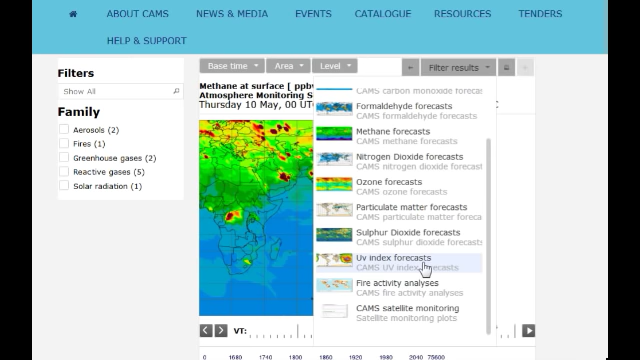 ABOUT CAMS NEWS & MEDIA EVENTS CATALOGUE RESOURCES TENDERS
HELP & SUPPORT
Filters
Show All
Family
Aerosols (2)
Fires (1)
Greenhouse gases (2)
Reactive gases (5)
Solar radiation (1)
Base time Area Level Filter results
Methane at surface [ ppbv
Atmosphere Monitoring S
Thursday 10 May, 00 UT
CAMS carbon monoxide forecas
Formaldehyde forecasts
CAMS formaldehyde forecasts
Methane forecasts
CAMS methane forecasts
Nitrogen Dioxide forecasts
CAMS nitrogen dioxide forecast
Ozone forecasts
CAMS ozone forecasts
Particulate matter forecasts
CAMS particulate matter foreca
Sulphur Dioxide forecasts
CAMS sulphur dioxide forecasts
Uv index forecasts
CAMS UV index forecasts
Fire activity analyses
CAMS fire activity analyses
CAMS satellite monitoring
Satellite monitoring plots
VT:
0 1680 1740 1800 1860 1920 1980 75600